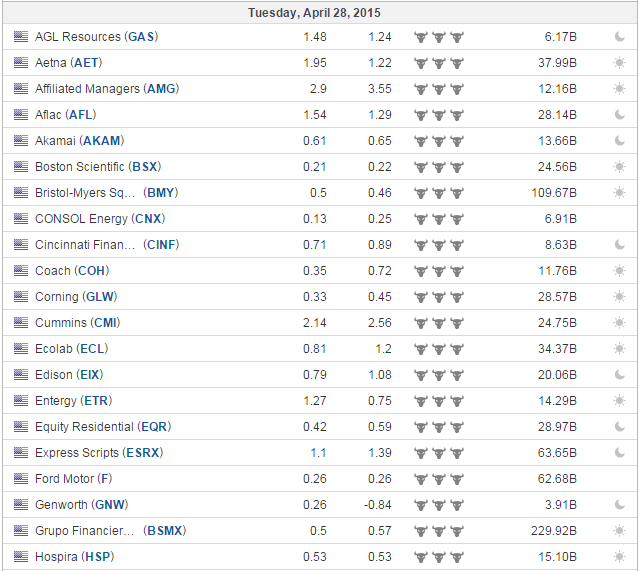 Tuesday, April 28, 2015
AGL Resources (GAS) 1.48 1.24 6.17B
Aetna (AET) 1.95 1.22 37.99B
Affiliated Managers (AMG) 2.9 3.55 12.16B
Aflac (AFL) 1.54 1.29 28.14B
Akamai (AKAM) 0.61 0.65 13.66B
Boston Scientific (BSX) 0.21 0.22 24.56B
Bristol-Myers Sq... (BMY) 0.5 0.46 109.67B
CONSOL Energy (CNX) 0.13 0.25 6.91B
Cincinnati Finan... (CINF) 0.71 0.89 8.63B
Coach (COH) 0.35 0.72 11.76B
Corning (GLW) 0.33 0.45 28.57B
Cummins (CMI) 2.14 2.56 24.75B
Ecolab (ECL) 0.81 1.2 34.37B
Edison (EIX) 0.79 1.08 20.06B
Entergy (ETR) 1.27 0.75 14.29B
Equity Residential (EQR) 0.42 0.59 28.97B
Express Scripts (ESRX) 1.1 1.39 63.65B
Ford Motor (F) 0.26 0.26 62.68B
Genworth (GNW) 0.26 -0.84 3.91B
Grupo Financier... (BSMX) 0.5 0.57 229.92B
Hospira (HSP) 0.53 0.53 15.10B